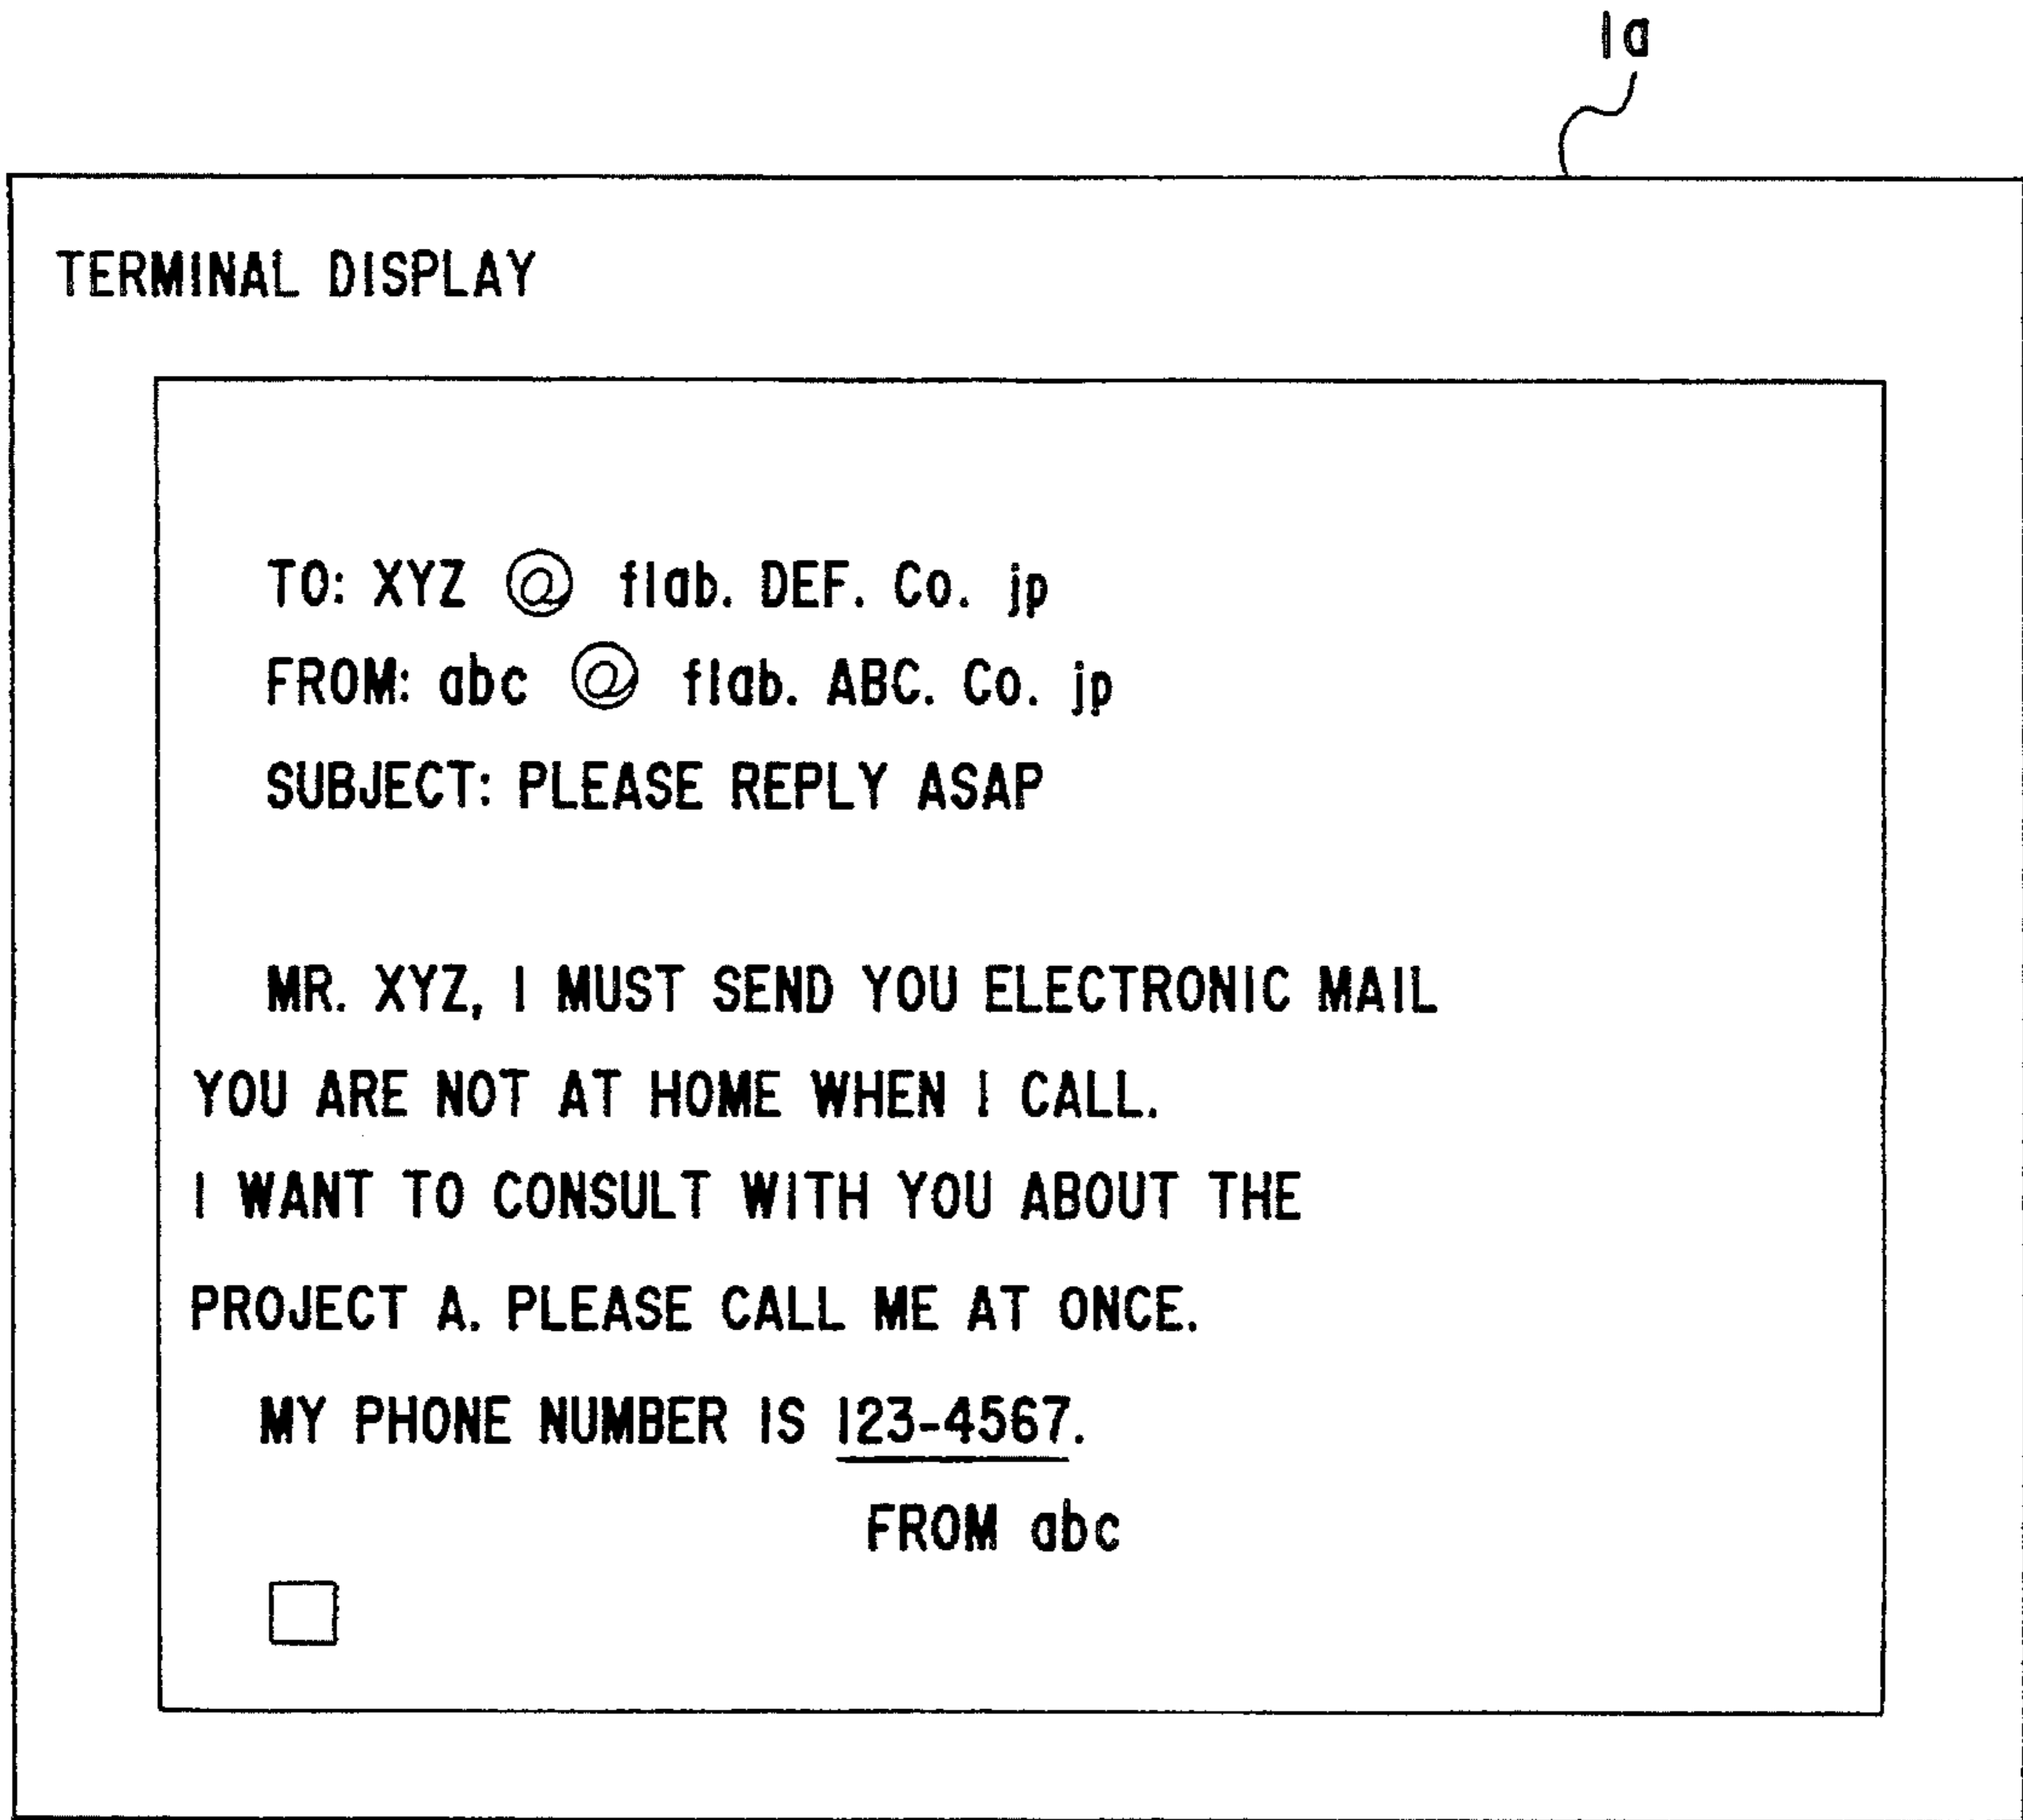 1a
TERMINAL DISPLAY
TO: XYZ @ flab. DEF. Co. jp
FROM: abc @ flab. ABC. Co. jp
SUBJECT: PLEASE REPLY ASAP
MR. XYZ, I MUST SEND YOU ELECTRONIC MAIL
YOU ARE NOT AT HOME WHEN I CALL.
I WANT TO CONSULT WITH YOU ABOUT THE
PROJECT A. PLEASE CALL ME AT ONCE.
MY PHONE NUMBER IS 123-4567.
FROM abc